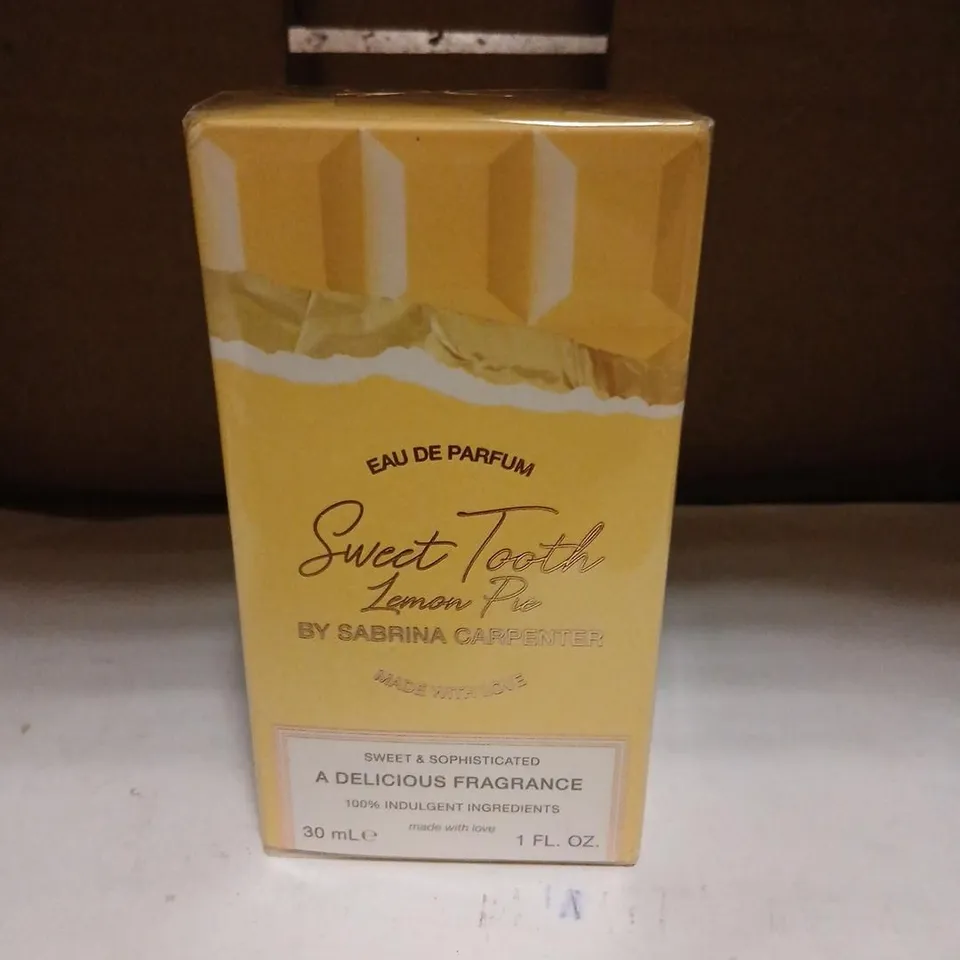 EAU DE PARFUM
Sweet Tooth
Lemon Pie
BY SABRINA CARPENTER
MADE WITH LOVE
SWEET & SOPHISTICATED
A DELICIOUS FRAGRANCE
100% INDULGENT INGREDIENTS
made with love
30 mL℮ 1 FL. OZ.